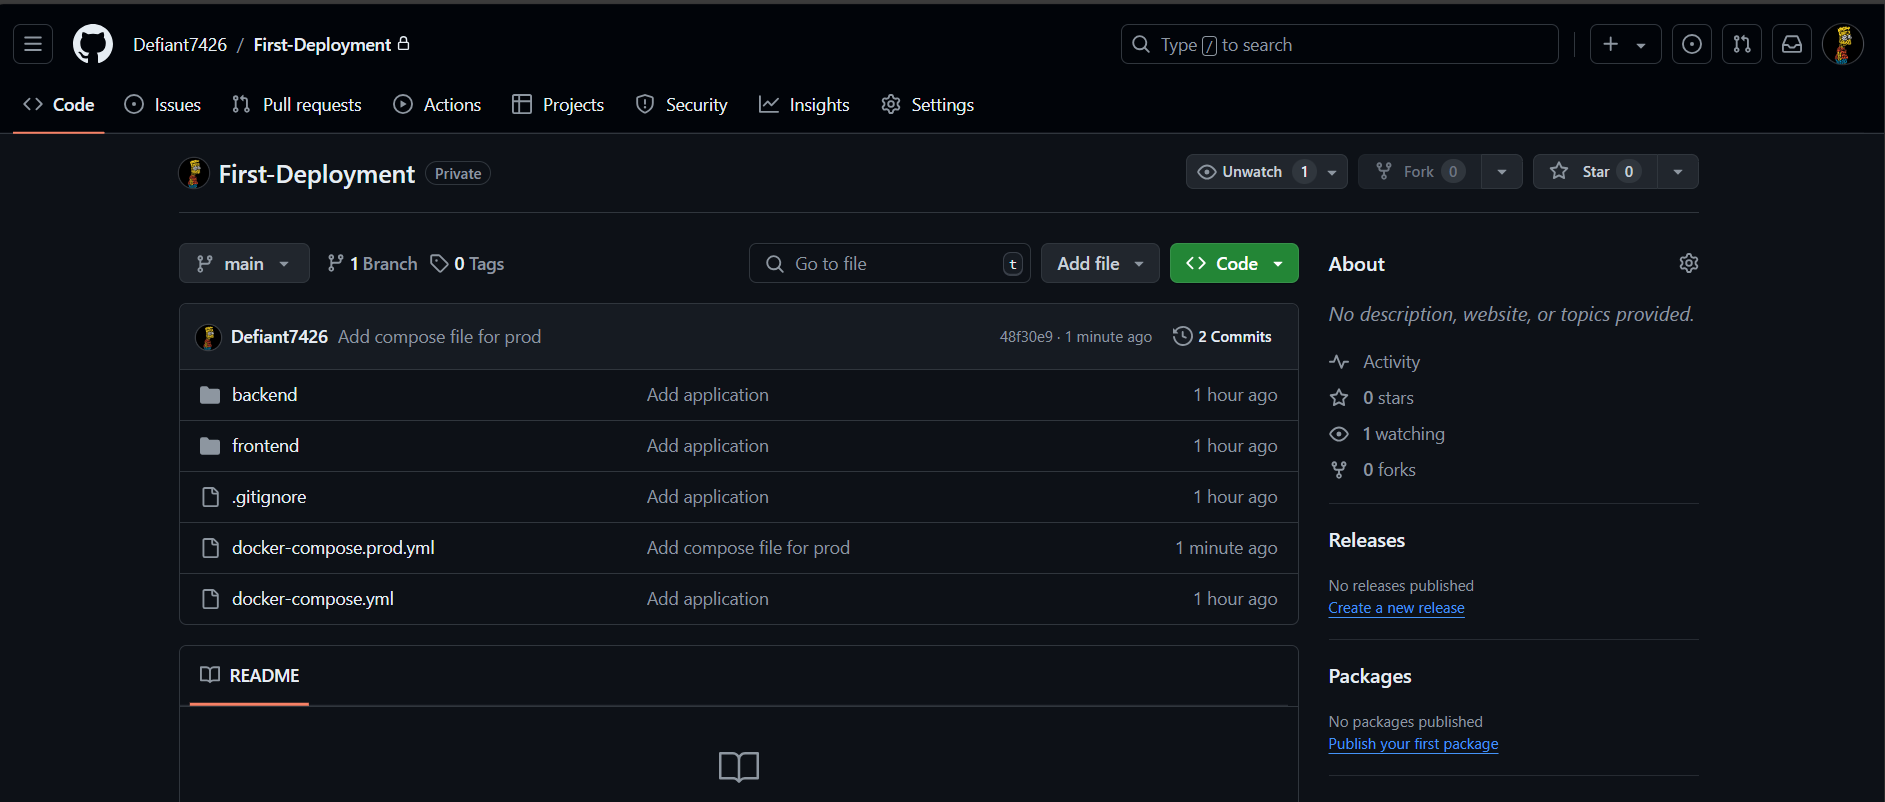 Defiant7426 / First-Deployment
Type / to search
Code Issues Pull requests Actions Projects Security Insights Settings
First-Deployment Private
Unwatch 1 Fork 0 Star 0
main 1 Branch 0 Tags
Go to file t Add file Code
Defiant7426 Add compose file for prod 48f30e9 · 1 minute ago 2 Commits
backend Add application 1 hour ago
frontend Add application 1 hour ago
.gitignore Add application 1 hour ago
docker-compose.prod.yml Add compose file for prod 1 minute ago
docker-compose.yml Add application 1 hour ago
README
About
No description, website, or topics provided.
Activity
0 stars
1 watching
0 forks
Releases
No releases published
Create a new release
Packages
No packages published
Publish your first package